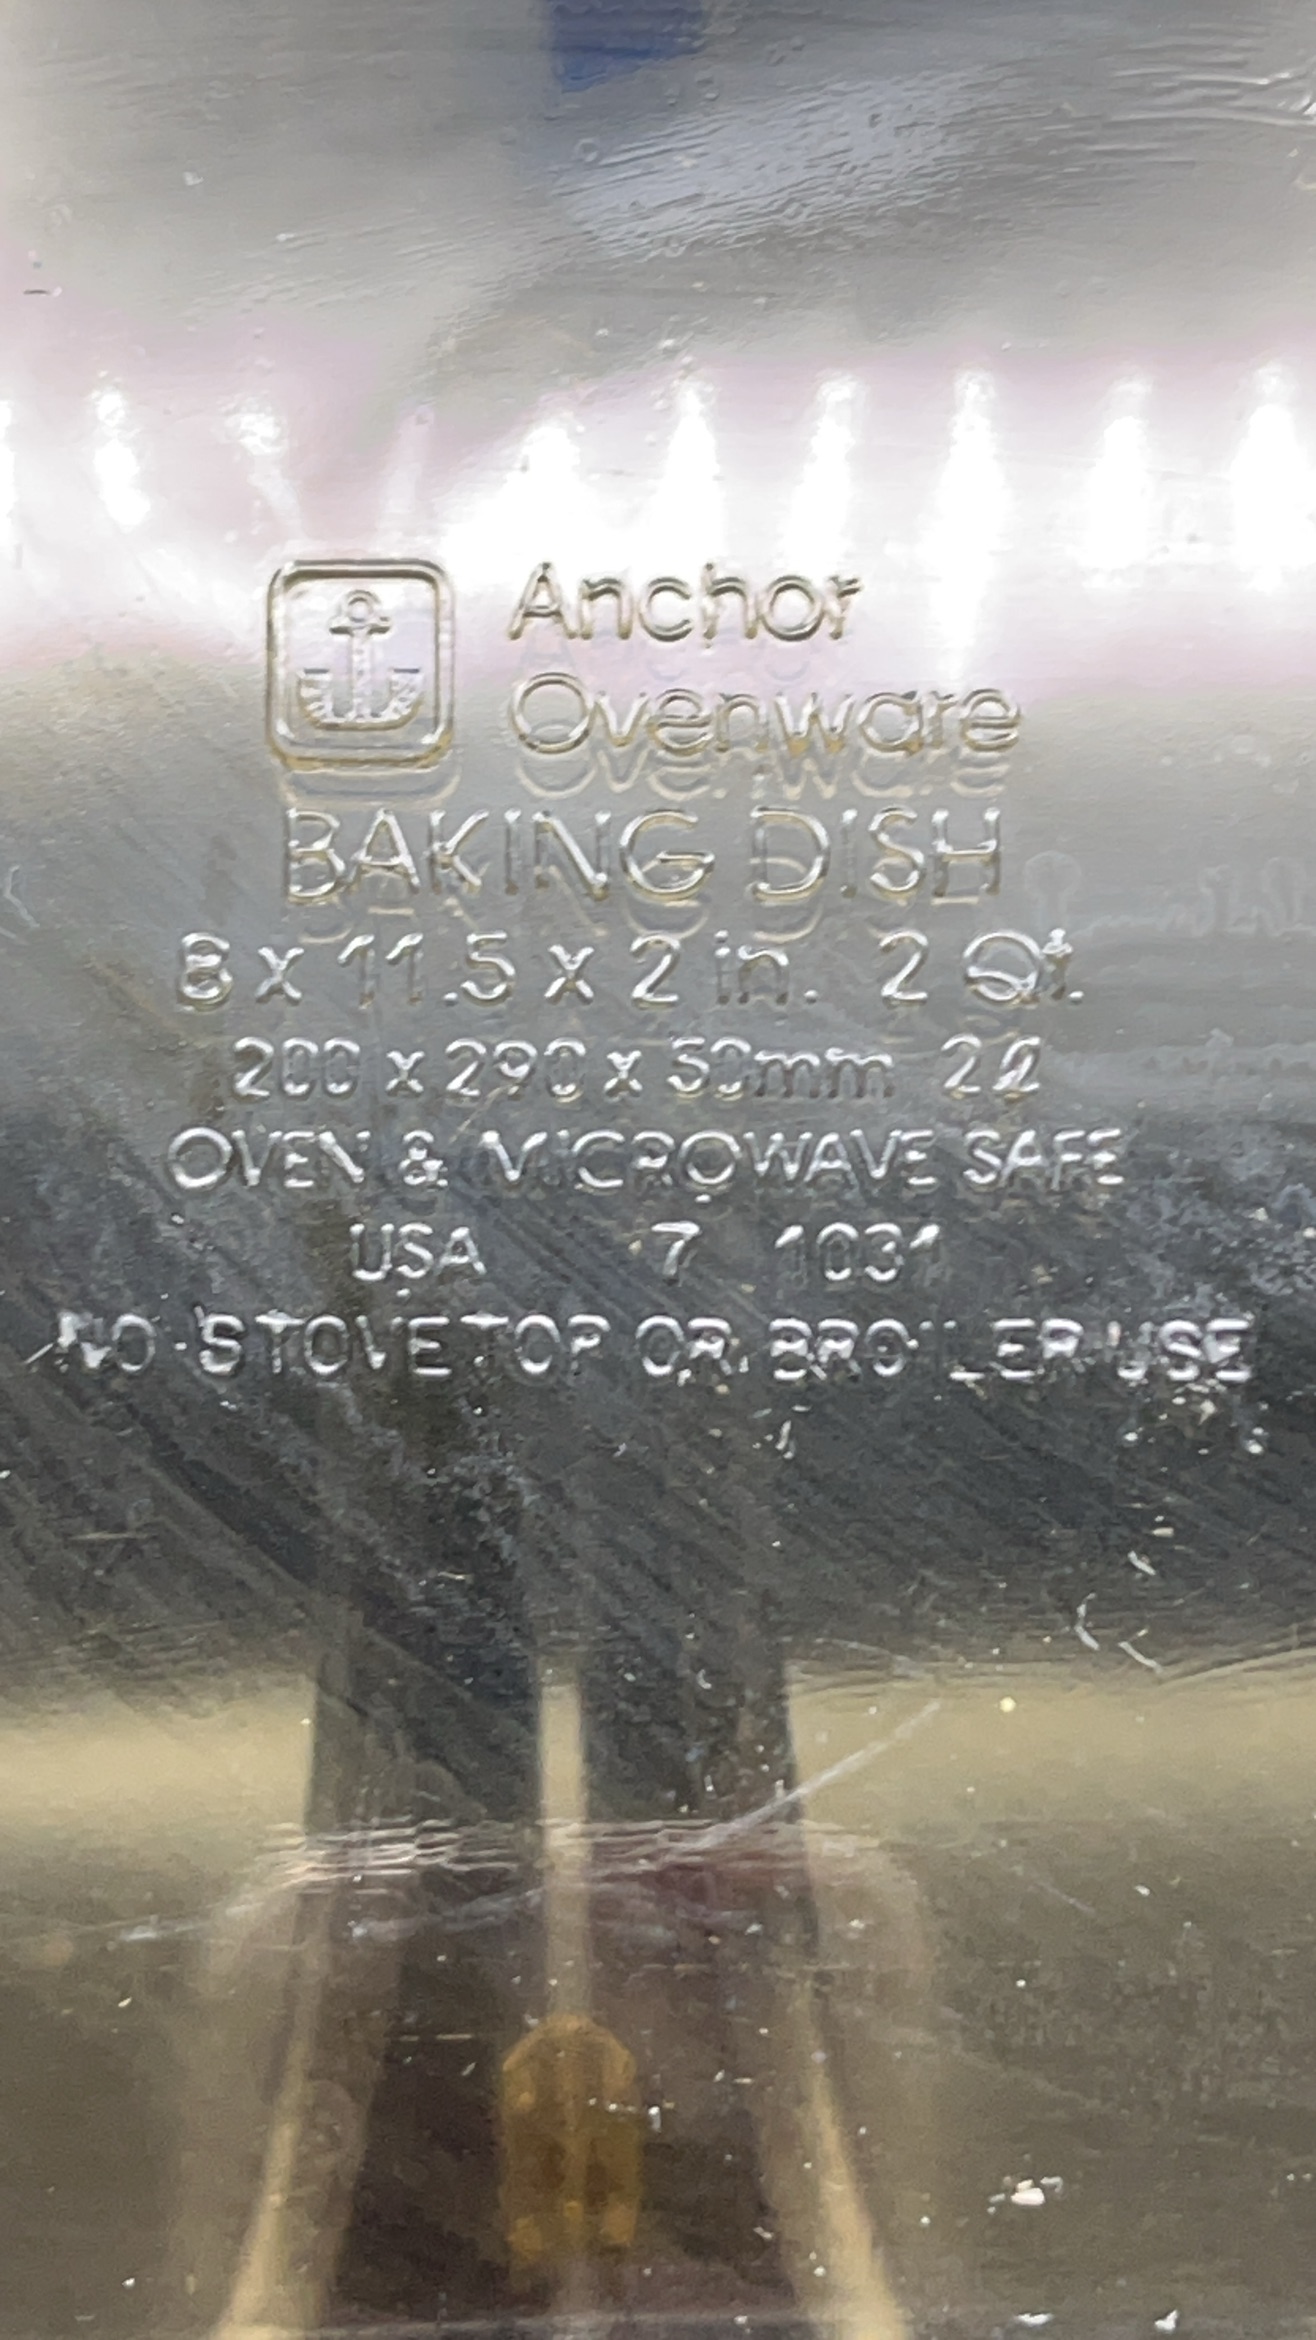 Anchor
Ovenware
BAKING DISH
8 x 11.5 x 2 in. 2 Qt.
200 x 290 x 50mm 2ℓ
OVEN & MICROWAVE SAFE
USA 7 1031
NO STOVETOP OR BROILER USE